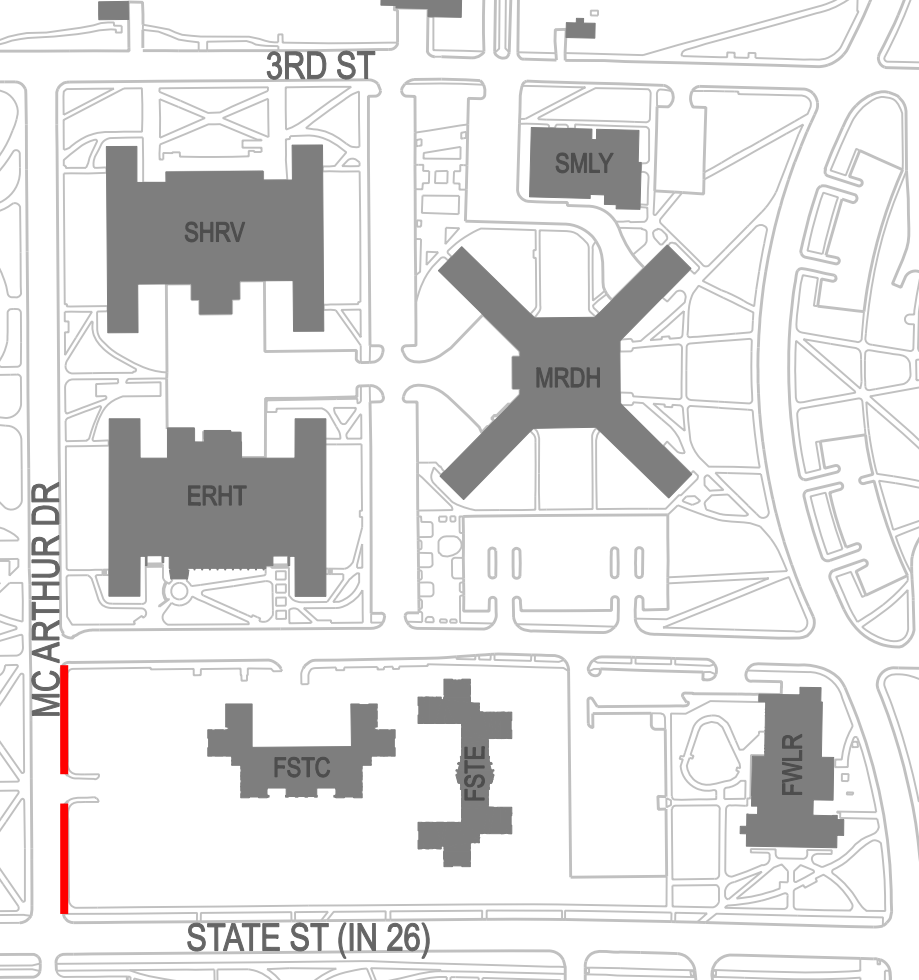 3RD ST
SMLY
SHRV
MRDH
ERHT
MC ARTHUR DR
FSTC
FSTE
FWLR
STATE ST (IN 26)